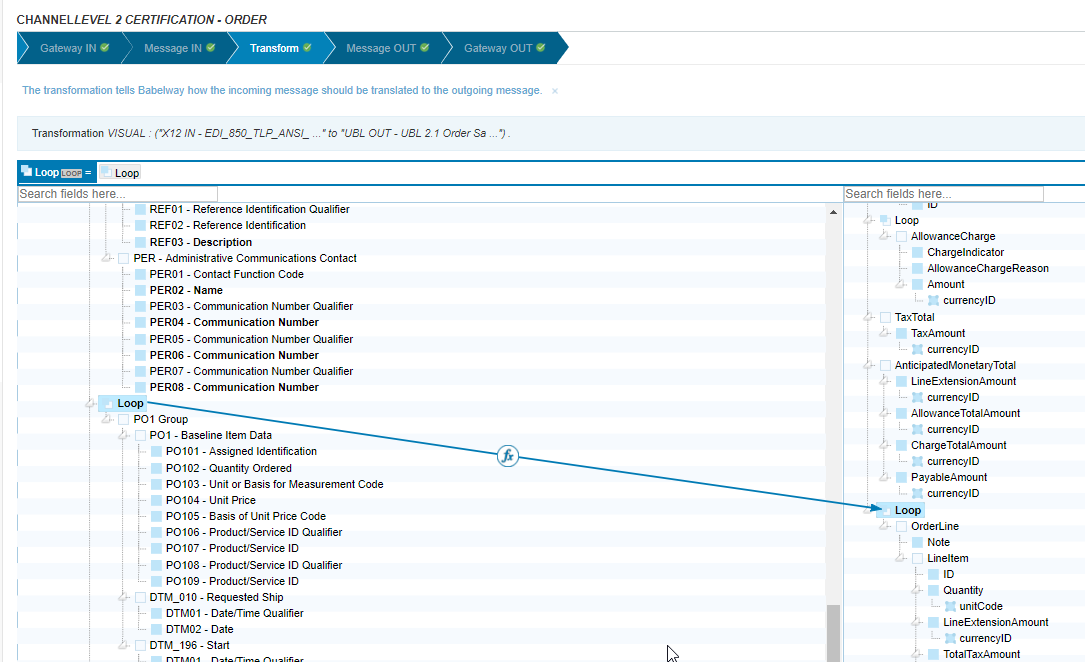 CHANNELLEVEL 2 CERTIFICATION - ORDER
Gateway IN
Message IN
Transform
Message OUT
Gateway OUT
The transformation tells Babelway how the incoming message should be translated to the outgoing message. ×
Transformation VISUAL : ("X12 IN - EDI_850_TLP_ANSI_ ..." to "UBL OUT - UBL 2.1 Order Sa ...") .
Loop LOOP = Loop
Search fields here...
REF01 - Reference Identification Qualifier
REF02 - Reference Identification
REF03 - Description
PER - Administrative Communications Contact
PER01 - Contact Function Code
PER02 - Name
PER03 - Communication Number Qualifier
PER04 - Communication Number
PER05 - Communication Number Qualifier
PER06 - Communication Number
PER07 - Communication Number Qualifier
PER08 - Communication Number
Loop
PO1 Group
PO1 - Baseline Item Data
PO101 - Assigned Identification
PO102 - Quantity Ordered
PO103 - Unit or Basis for Measurement Code
PO104 - Unit Price
PO105 - Basis of Unit Price Code
PO106 - Product/Service ID Qualifier
PO107 - Product/Service ID
PO108 - Product/Service ID Qualifier
PO109 - Product/Service ID
DTM_010 - Requested Ship
DTM01 - Date/Time Qualifier
DTM02 - Date
DTM_196 - Start
DTM01 - Date/Time Qualifier
fx
Search fields here...
ID
Loop
AllowanceCharge
ChargeIndicator
AllowanceChargeReason
Amount
currencyID
TaxTotal
TaxAmount
currencyID
AnticipatedMonetaryTotal
LineExtensionAmount
currencyID
AllowanceTotalAmount
currencyID
ChargeTotalAmount
currencyID
PayableAmount
currencyID
Loop
OrderLine
Note
LineItem
ID
Quantity
unitCode
LineExtensionAmount
currencyID
TotalTaxAmount